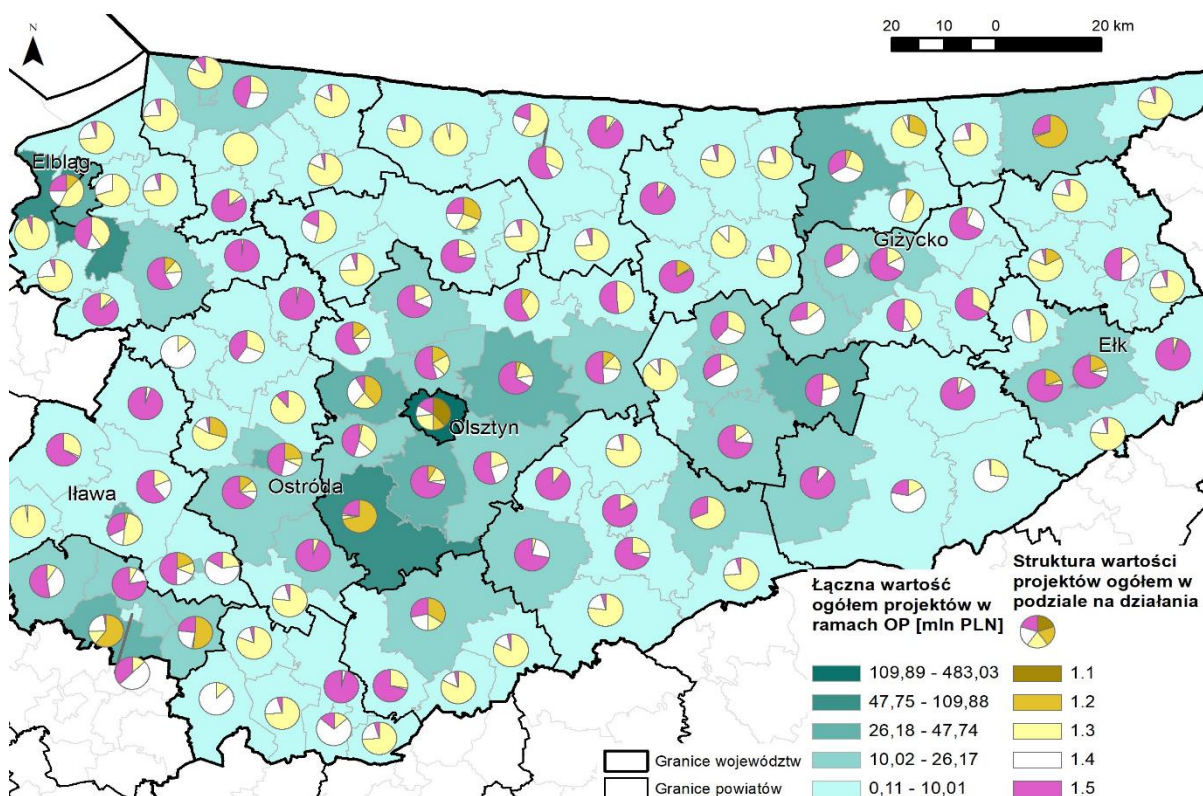 N
20 0 20 km
Elbląg
Giżycko
Ełk
Olsztyn
Ostróda
Iława
Łączna wartość
ogółem projektów w
ramach OP [mln PLN]
109,89 - 483,03
47,75 - 109,88
26,18 - 47,74
10,02 - 26,17
0,11 - 10,01
Struktura wartości
projektów ogółem w
podziale na działania
1.1
1.2
1.3
1.4
1.5
Granice województw
Granice powiatów